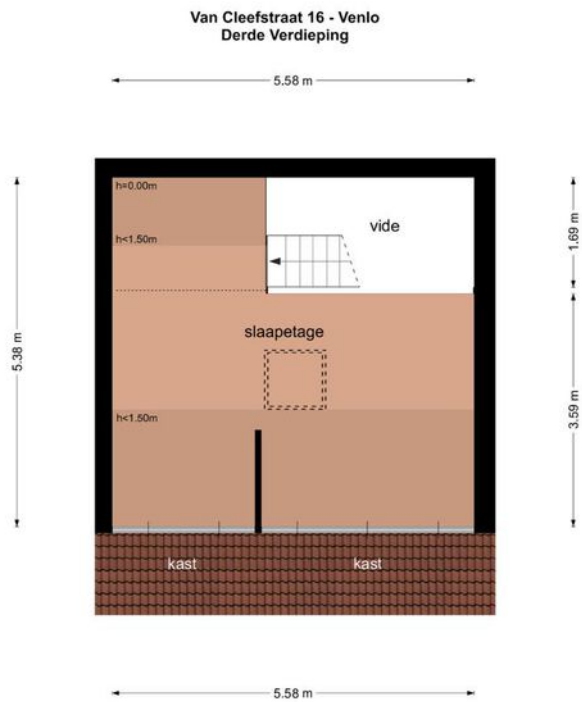 Van Cleefstraat 16 - Venlo
Derde Verdieping
5.58 m
h=0.00m
vide
h<1.50m
1.69 m
slaapetage
5.38 m
3.59 m
h<1.50m
kast kast
5.58 m